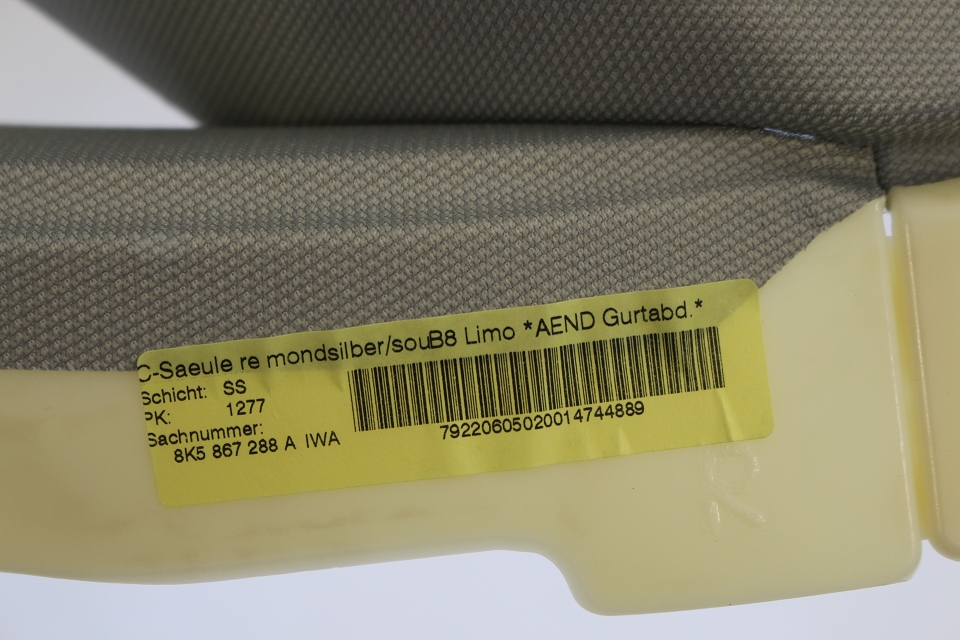 C-Saeule re mondsilber/souB8 Limo *AEND Gurtabd.*
Schicht: SS
PK: 1277
Sachnummer:
8K5 867 288 A IWA
79220605020014744889
R